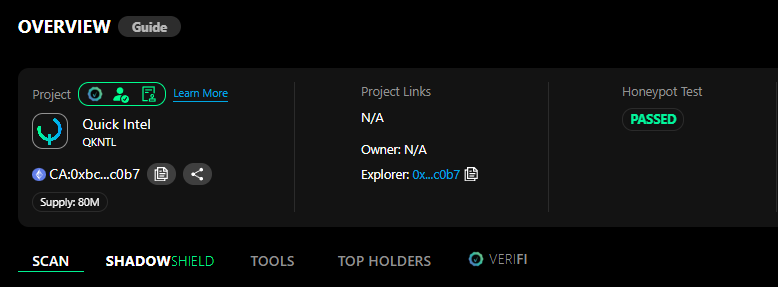 OVERVIEW Guide
Project Learn More
Quick Intel
QKNTL
CA:0xbc...c0b7
Supply: 80M
Project Links
N/A
Owner: N/A
Explorer: 0x...c0b7
Honeypot Test
PASSED
SCAN SHADOWSHIELD TOOLS TOP HOLDERS VERIFI